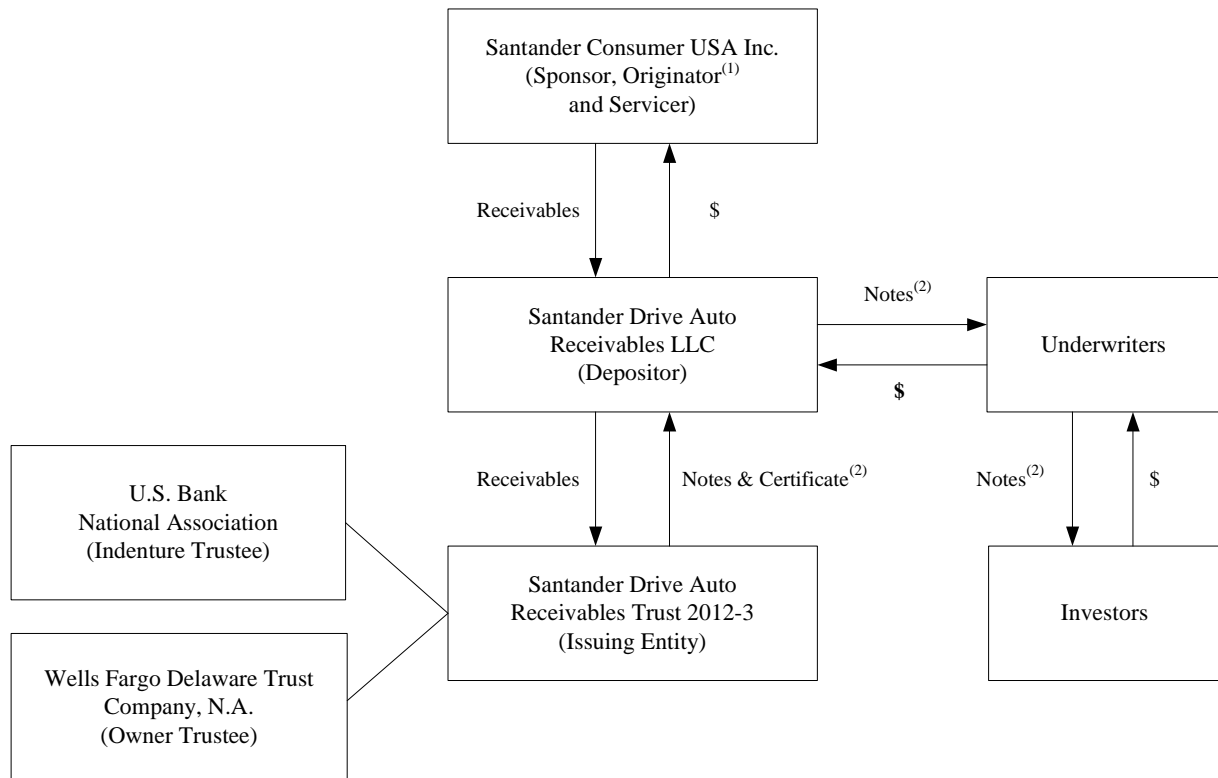 Santander Consumer USA Inc.
(Sponsor, Originator(1)
and Servicer)
Receivables
$
Santander Drive Auto
Receivables LLC
(Depositor)
Notes(2)
$
Underwriters
Receivables
Notes & Certificate(2)
Notes(2)
$
U.S. Bank
National Association
(Indenture Trustee)
Santander Drive Auto
Receivables Trust 2012-3
(Issuing Entity)
Investors
Wells Fargo Delaware Trust
Company, N.A.
(Owner Trustee)